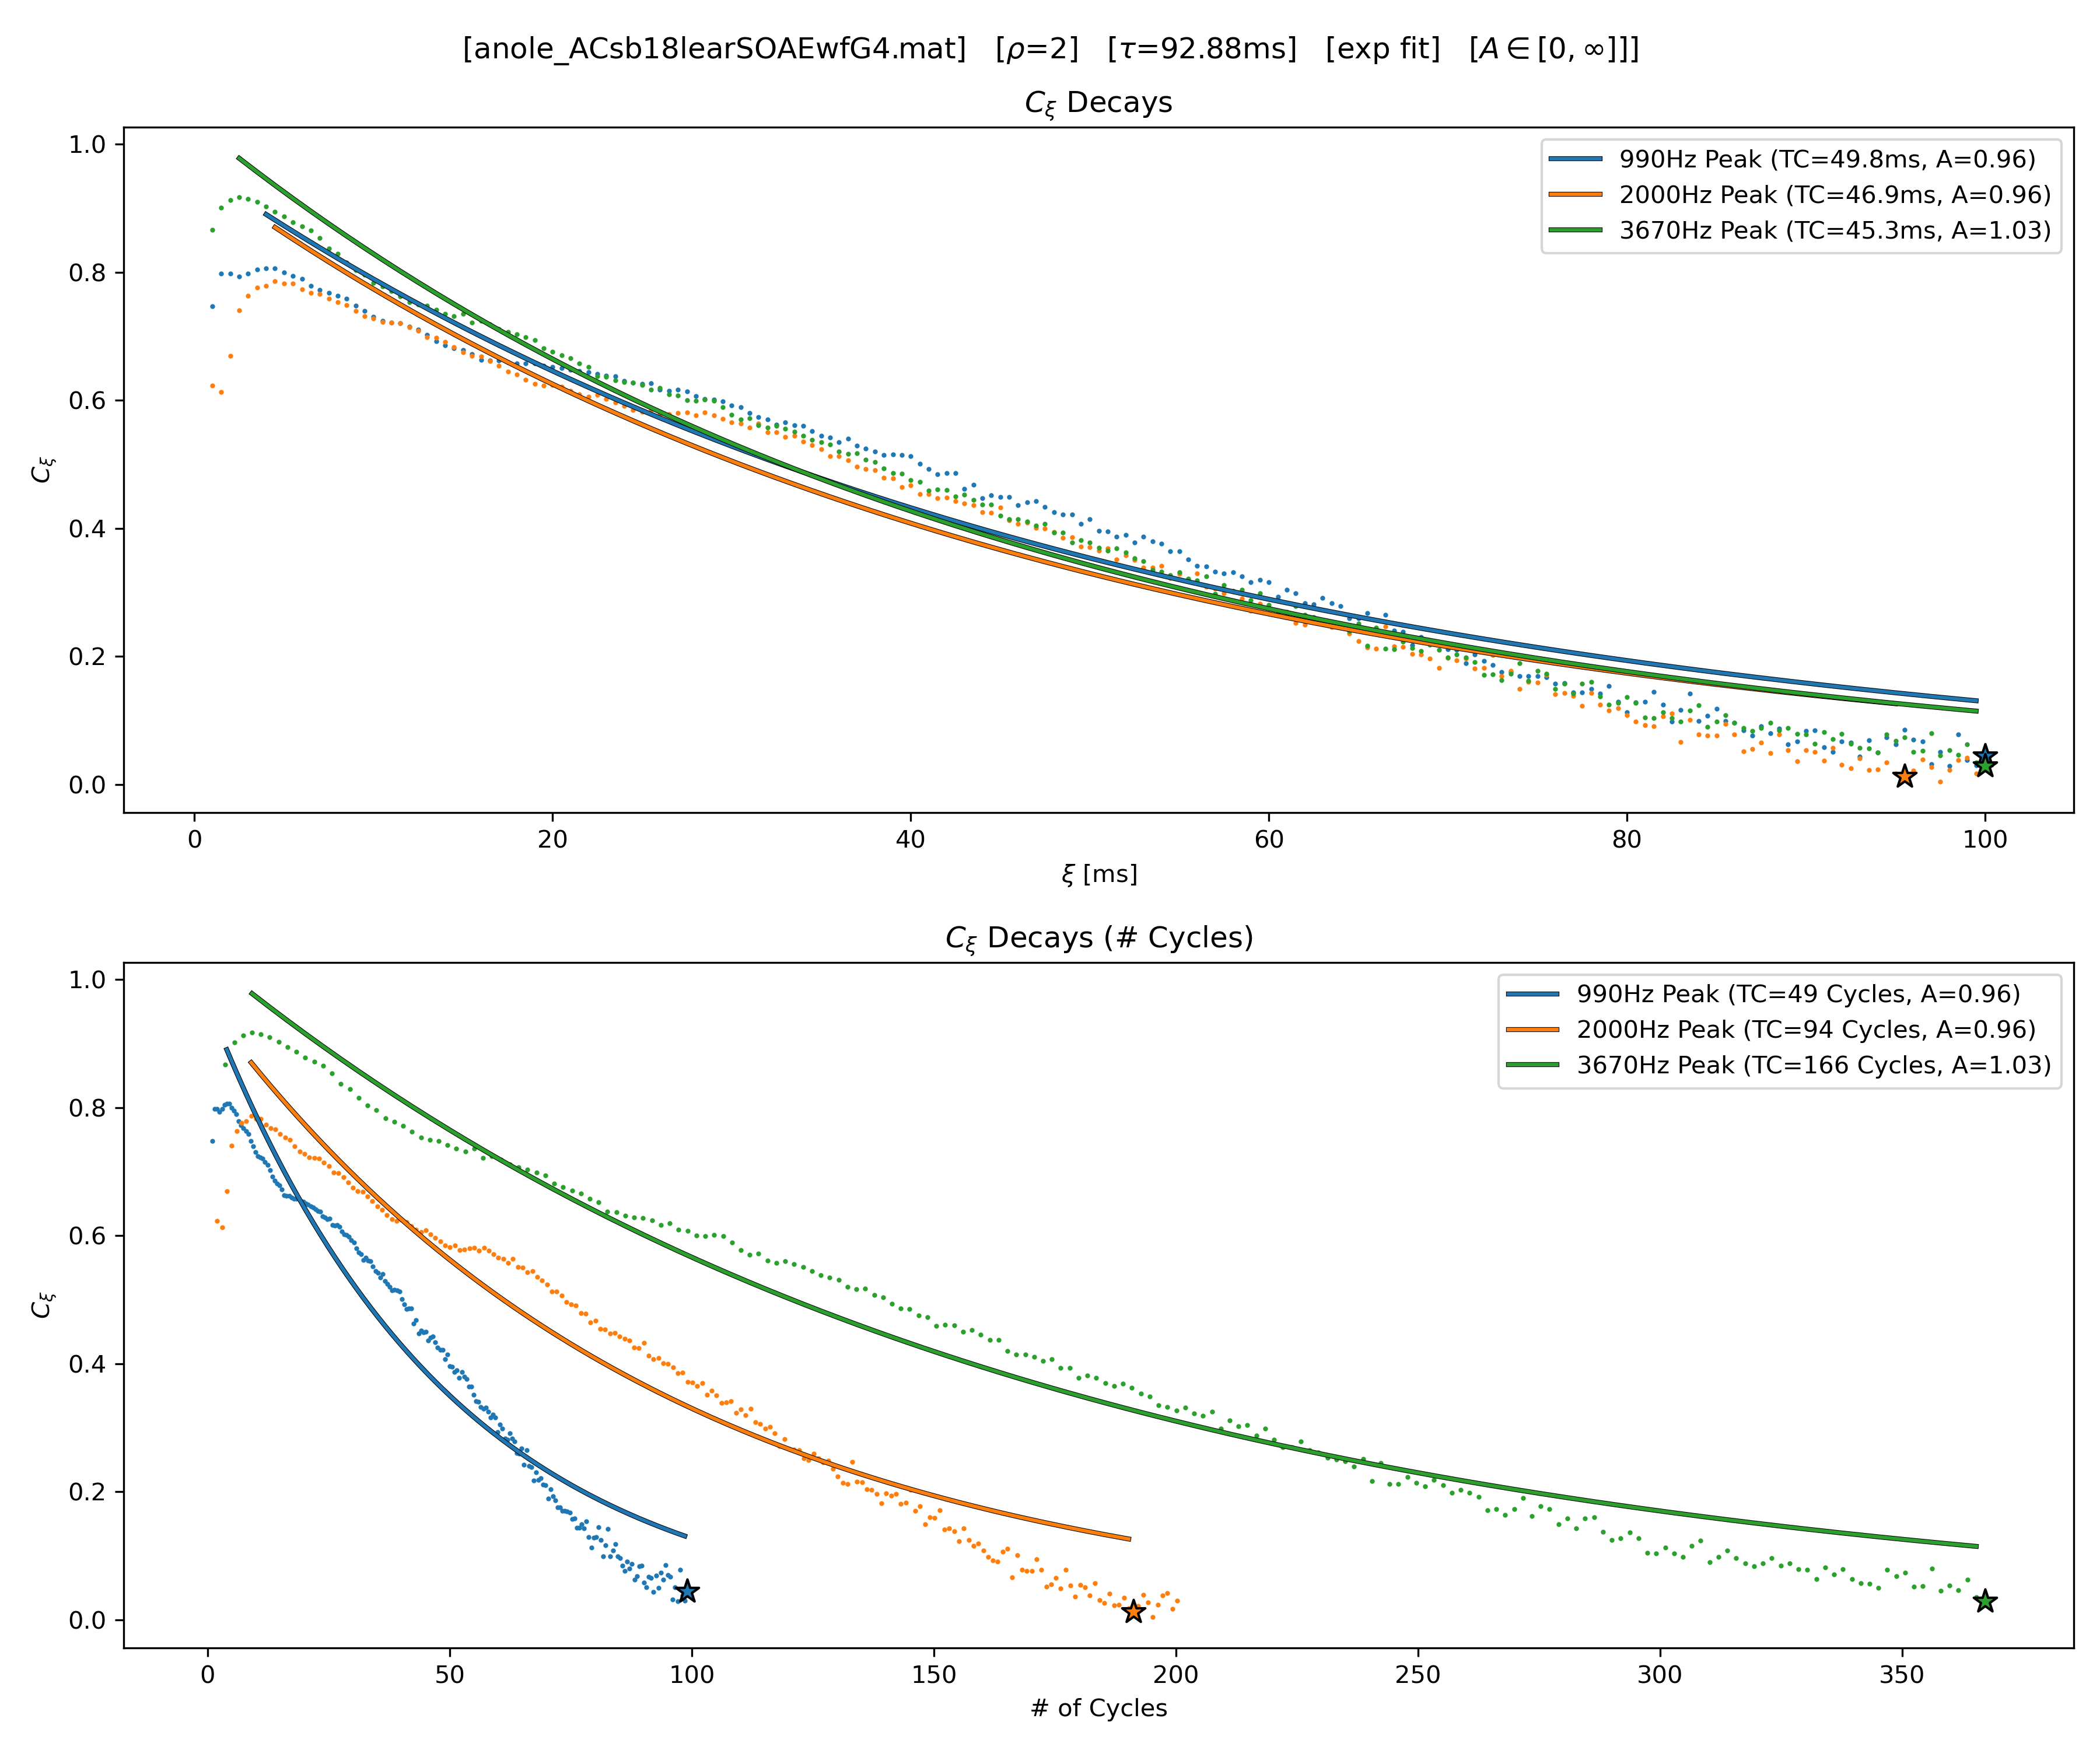 [anole_ACsb18learSOAEwfG4.mat]   [ρ=2]   [τ=92.88ms]   [exp fit]   [A ∈ [0, ∞]]]
C_ξ Decays
1.0
0.8
0.6
0.4
0.2
0.0
C_ξ
990Hz Peak (TC=49.8ms, A=0.96)
2000Hz Peak (TC=46.9ms, A=0.96)
3670Hz Peak (TC=45.3ms, A=1.03)
0 20 40 60 80 100
ξ [ms]
C_ξ Decays (# Cycles)
1.0
0.8
0.6
0.4
0.2
0.0
C_ξ
990Hz Peak (TC=49 Cycles, A=0.96)
2000Hz Peak (TC=94 Cycles, A=0.96)
3670Hz Peak (TC=166 Cycles, A=1.03)
0 50 100 150 200 250 300 350
# of Cycles